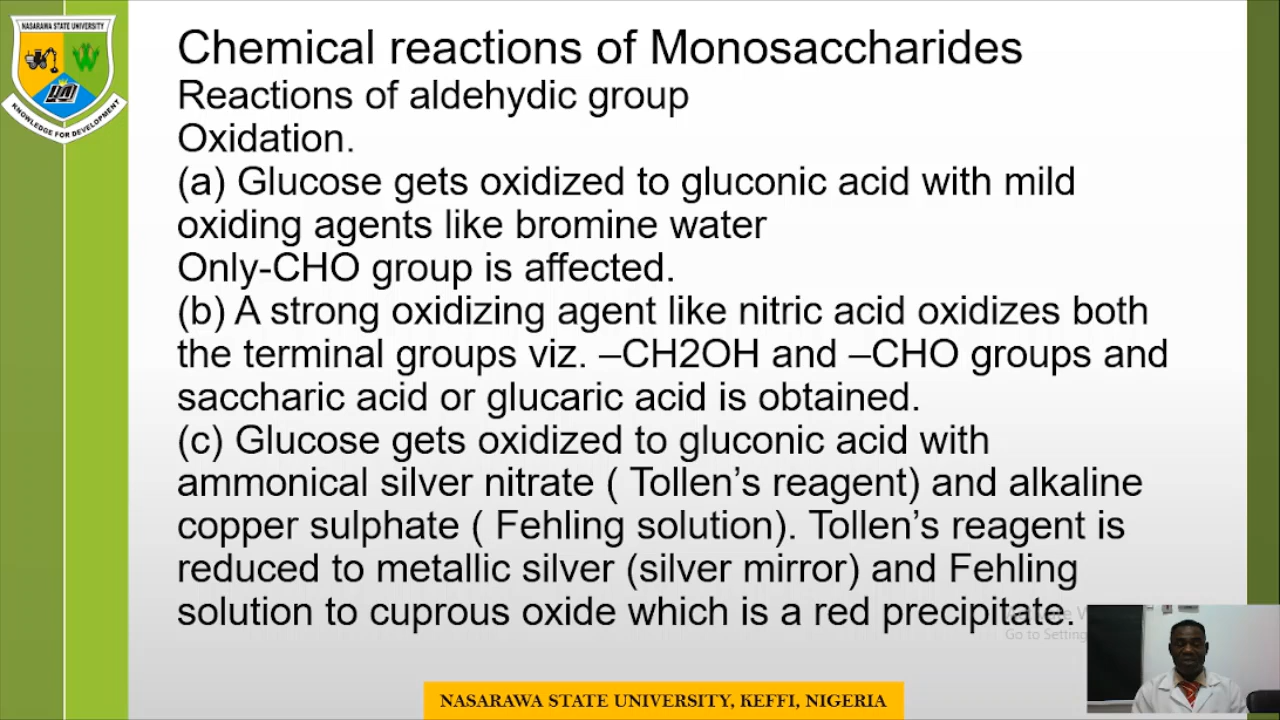 NASARAWA STATE UNIVERSITY
KNOWLEDGE FOR DEVELOPMENT
Chemical reactions of Monosaccharides
Reactions of aldehydic group
Oxidation.
(a) Glucose gets oxidized to gluconic acid with mild
oxiding agents like bromine water
Only-CHO group is affected.
(b) A strong oxidizing agent like nitric acid oxidizes both
the terminal groups viz. –CH2OH and –CHO groups and
saccharic acid or glucaric acid is obtained.
(c) Glucose gets oxidized to gluconic acid with
ammonical silver nitrate ( Tollen’s reagent) and alkaline
copper sulphate ( Fehling solution). Tollen’s reagent is
reduced to metallic silver (silver mirror) and Fehling
solution to cuprous oxide which is a red precipitate.
Go to Setting
NASARAWA STATE UNIVERSITY, KEFFI, NIGERIA